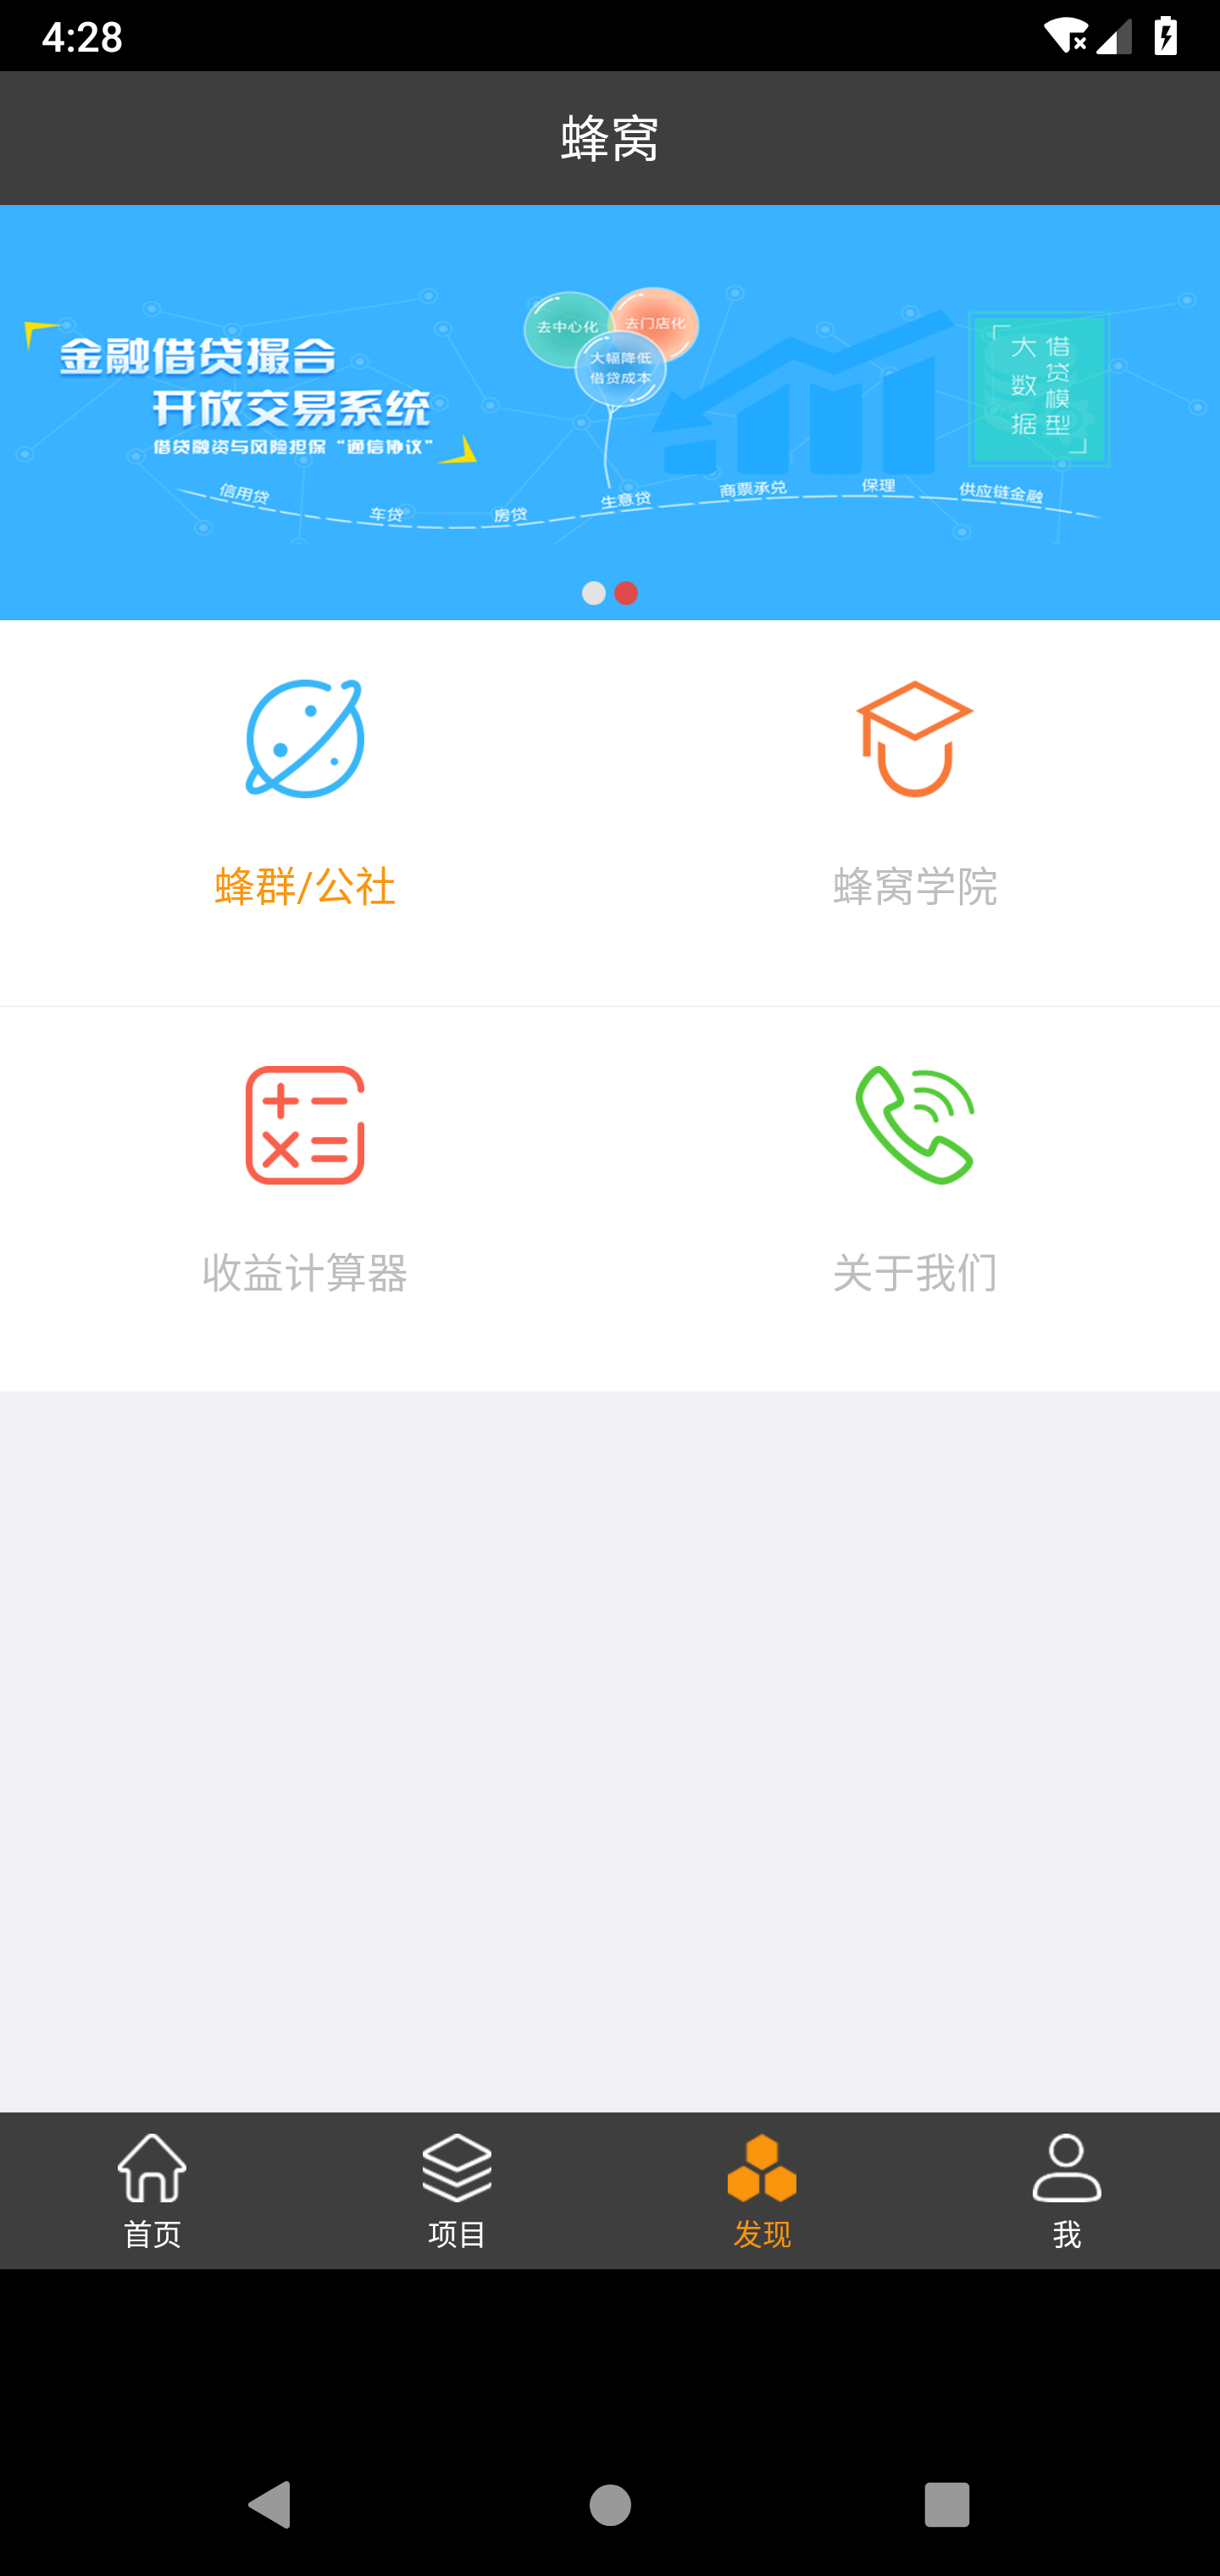 4:28
蜂窝
金融借贷撮合
开放交易系统
借贷融资与风险担保“通信协议”
去中心化
去门店化
大幅降低
借贷成本
借贷模型
大数据
信用贷
车贷
房贷
生意贷
商票承兑
保理
供应链金融
蜂群/公社
蜂窝学院
收益计算器
关于我们
首页
项目
发现
我